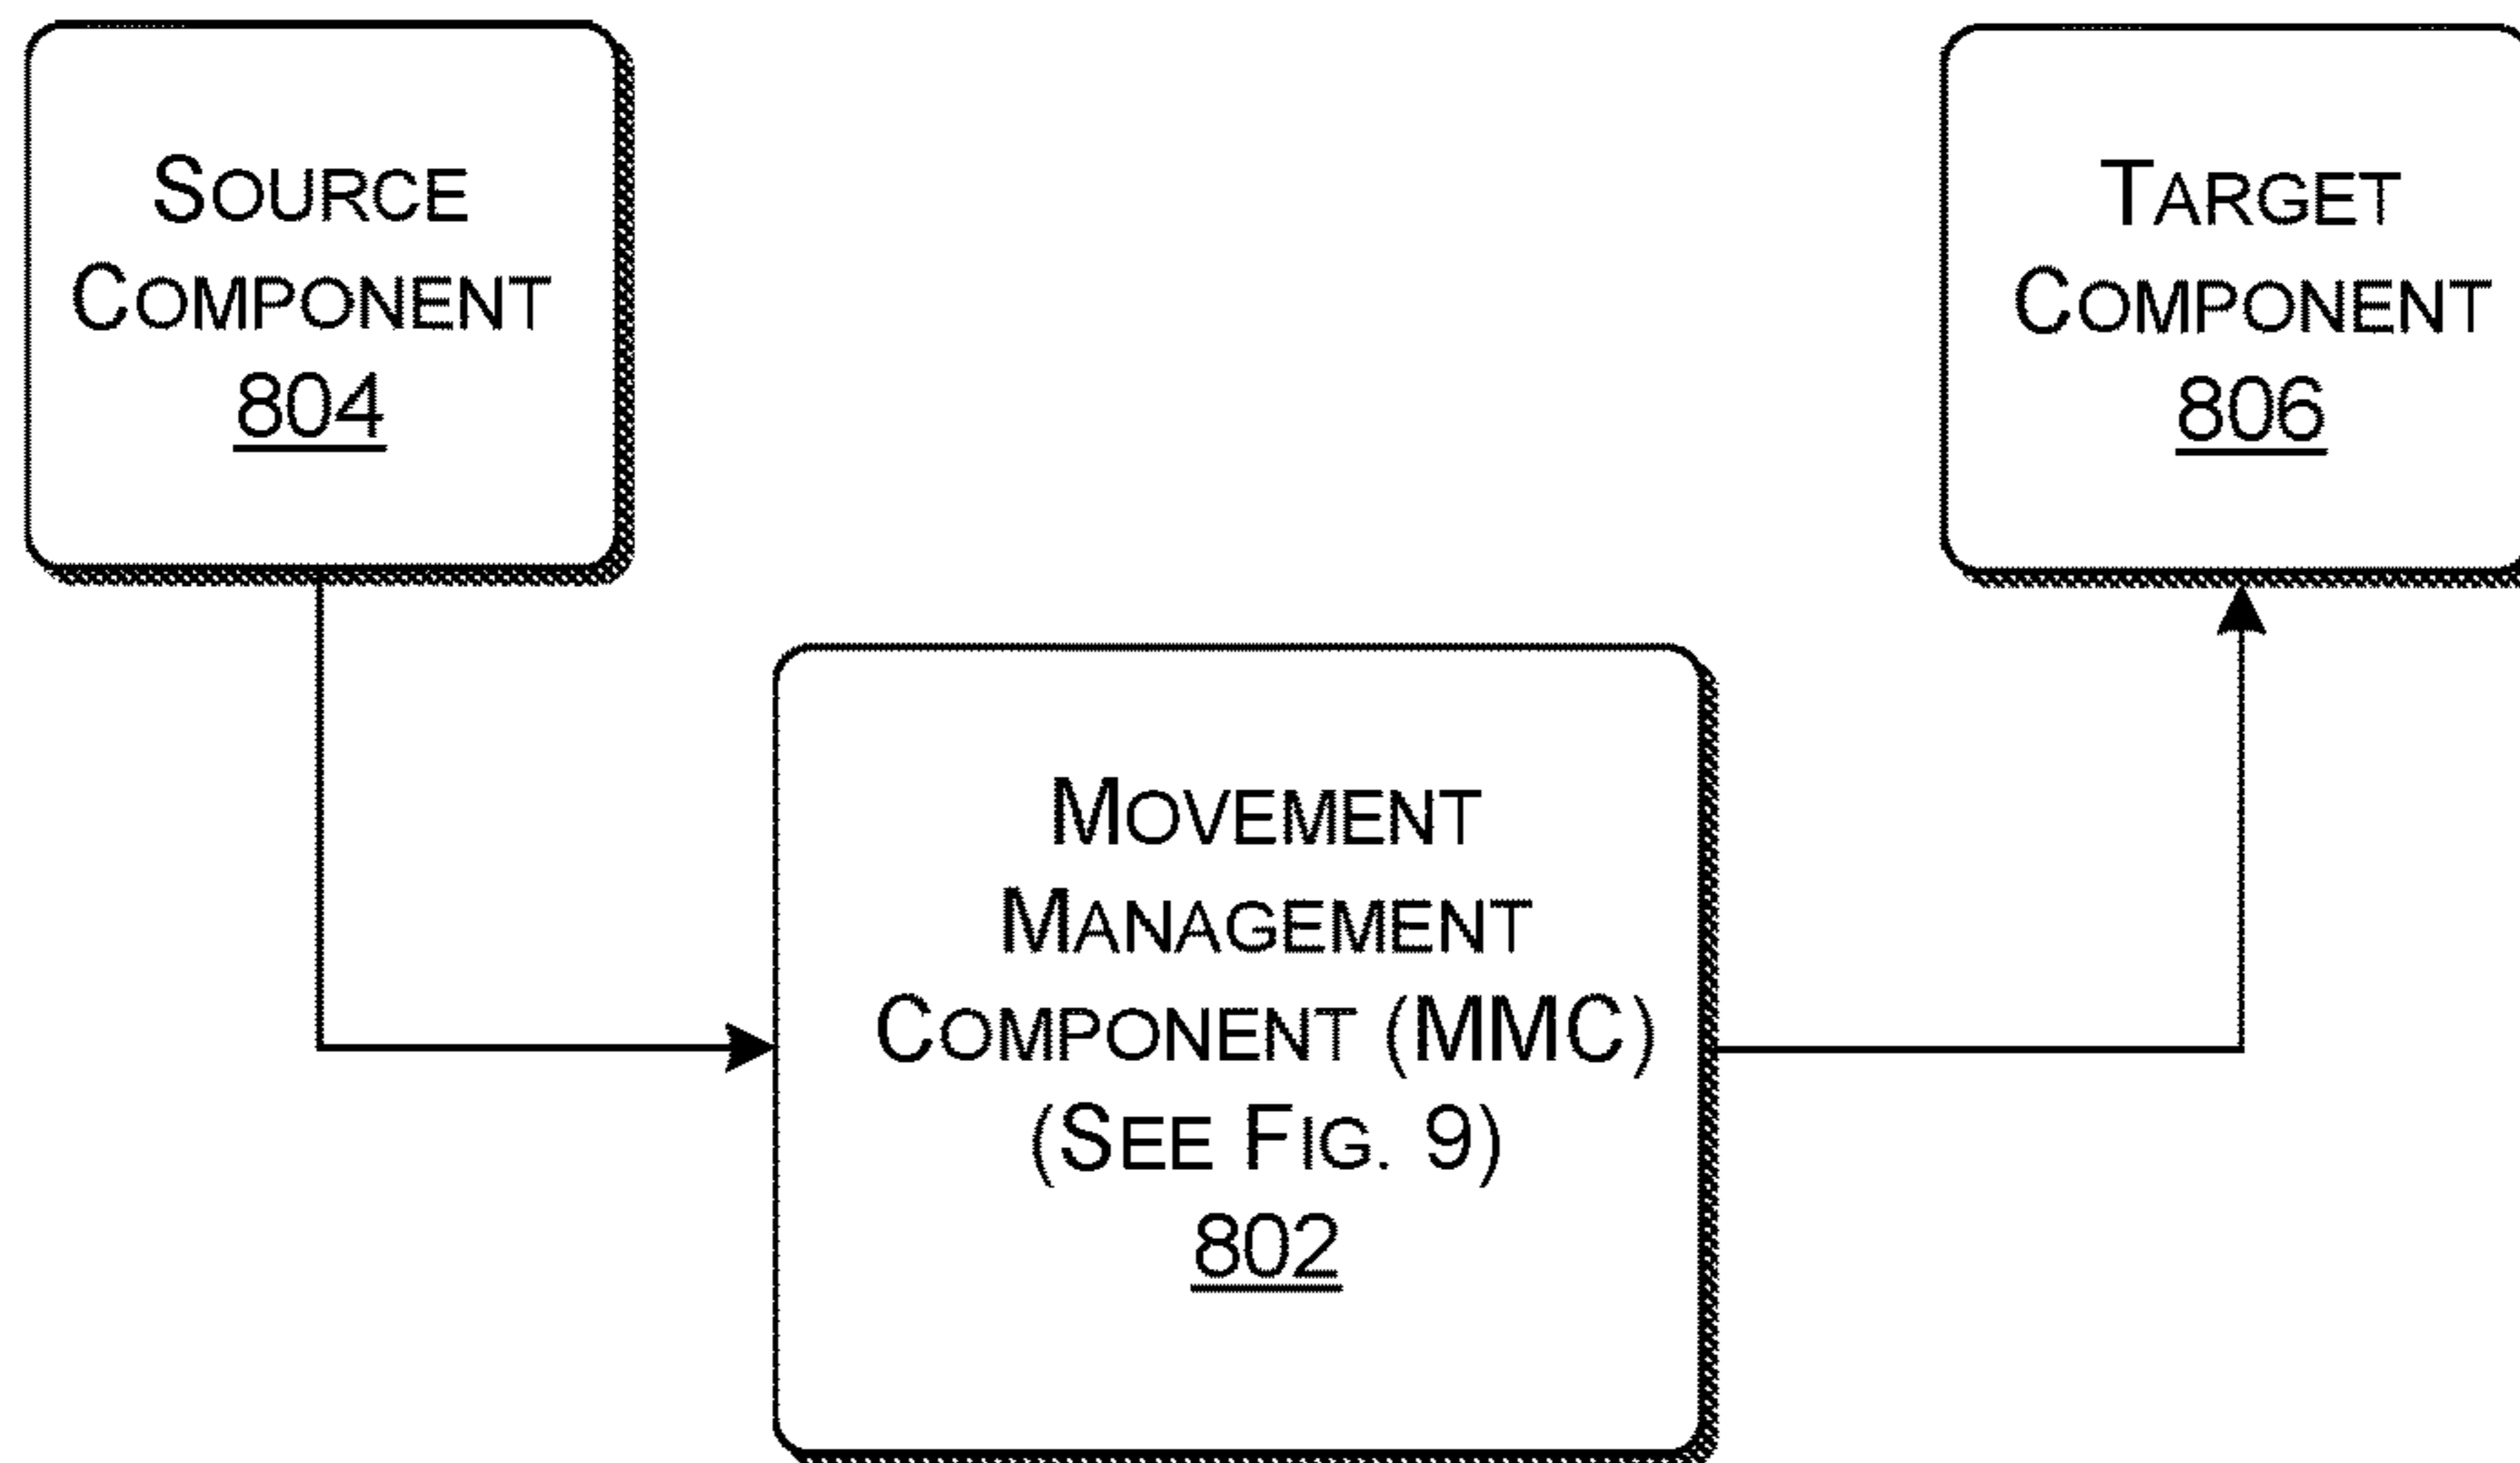 SOURCE
COMPONENT
804
TARGET
COMPONENT
806
MOVEMENT
MANAGEMENT
COMPONENT (MMC)
(SEE FIG. 9)
802